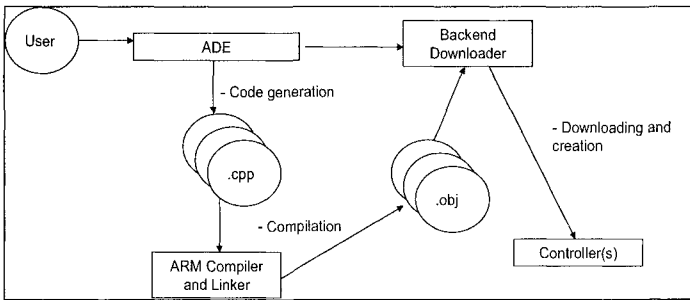 User
ADE
Backend
Downloader
- Code generation
- Downloading and
creation
.cpp
.obj
- Compilation
ARM Compiler
and Linker
Controller(s)